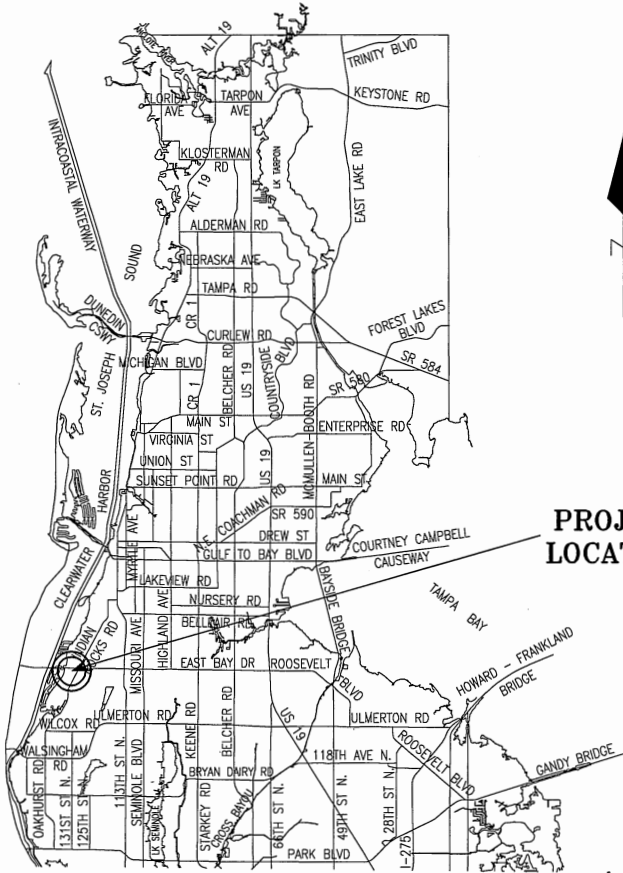 ALT 19
TRINITY BLVD
ANCLOTE RIVER
FLORIDA AVE
TARPON AVE
KEYSTONE RD
KLOSTERMAN RD
LK TARPON
EAST LAKE RD
INTRACOASTAL WATERWAY
ALT 19
ALDERMAN RD
SOUND
NEBRASKA AVE
TAMPA RD
DUNEDIN CSWY
CR 1
CURLEW RD
FOREST LAKES BLVD
ST. JOSEPH
MICHIGAN BLVD
BELCHER RD
US 19
COUNTRYSIDE BLVD
SR 584
SR 580
CR 1
MAIN ST
MCMULLEN-BOOTH RD
ENTERPRISE RD
VIRGINIA ST
UNION ST
US 19
SUNSET POINT RD
MAIN ST
HARBOR
N.E. COACHMAN RD
SR 590
MYRTLE AVE
DREW ST
COURTNEY CAMPBELL
CAUSEWAY
GULF TO BAY BLVD
PROJ
LOCAT
CLEARWATER
LAKEVIEW RD
NURSERY RD
BAYSIDE BRIDGE
TAMPA BAY
INDIAN
CKS RD
MISSOURI AVE
HIGHLAND AVE
BELLEAIR RD
EAST BAY DR
ROOSEVELT BLVD
HOWARD - FRANKLAND BRIDGE
WILCOX RD
ULMERTON RD
KEENE RD
BELCHER RD
US 19
ULMERTON RD
WALSINGHAM RD
118TH AVE N.
ROOSEVELT BLVD
GANDY BRIDGE
OAKHURST RD
131ST ST N.
125TH ST N.
113TH ST N.
SEMINOLE BLVD
LK SEMINOLE
BRYAN DAIRY RD
STARKEY RD
CROSS BAYOU
66TH ST N.
49TH ST N.
28TH ST N.
I-275
PARK BLVD